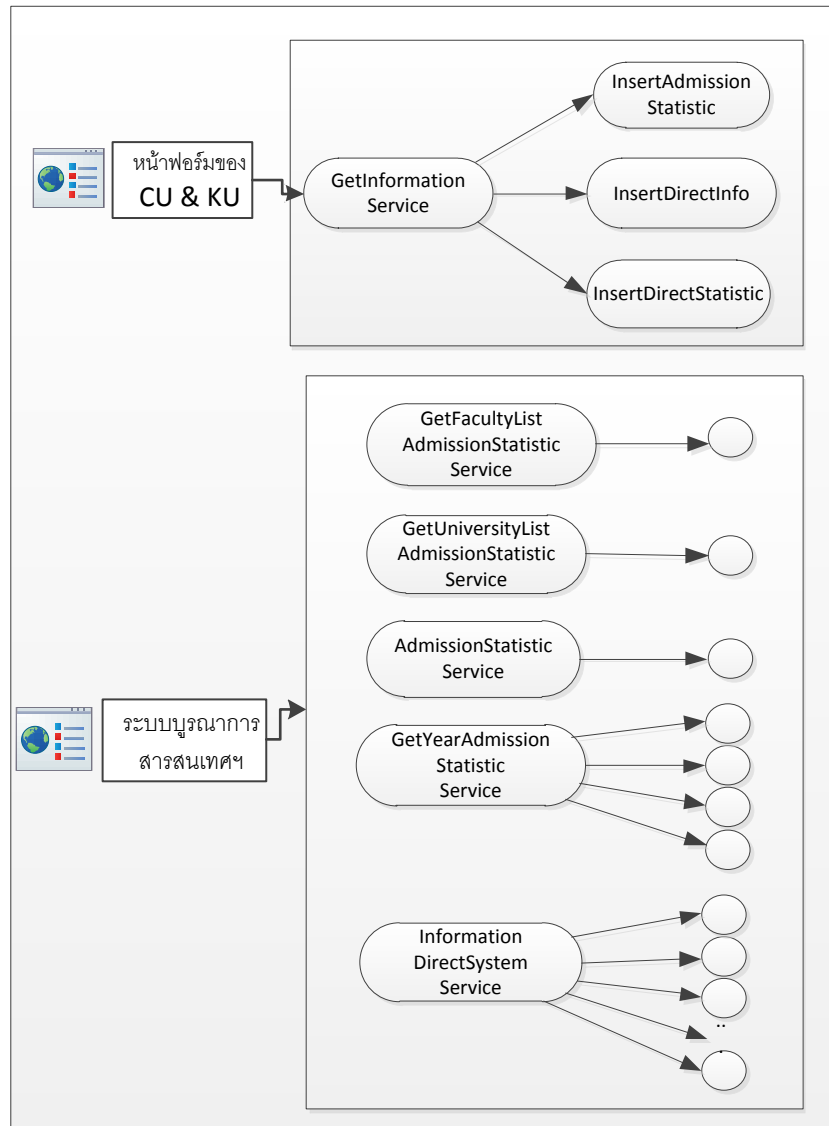 หน้าฟอร์มของ
CU & KU
GetInformation
Service
InsertAdmission
Statistic
InsertDirectInfo
InsertDirectStatistic
ระบบบูรณาการ
สารสนเทศฯ
GetFacultyList
AdmissionStatistic
Service
GetUniversityList
AdmissionStatistic
Service
AdmissionStatistic
Service
GetYearAdmission
Statistic
Service
Information
DirectSystem
Service
..
.